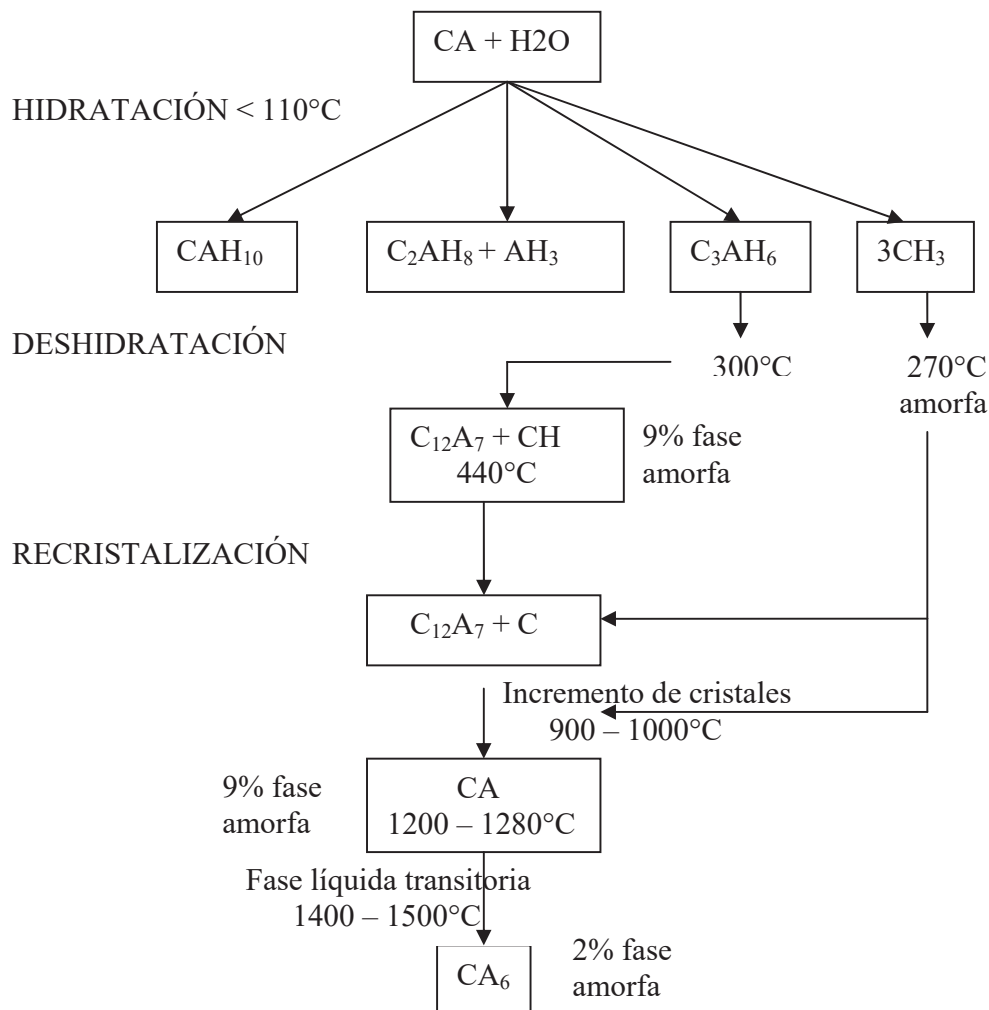 CA + H2O
HIDRATACIÓN < 110°C
CAH₁₀
C₂AH₈ + AH₃
C₃AH₆
3CH₃
DESHIDRATACIÓN
300°C
270°C
amorfa
C₁₂A₇ + CH
440°C
9% fase
amorfa
RECRISTALIZACIÓN
C₁₂A₇ + C
Incremento de cristales
900 – 1000°C
9% fase
amorfa
CA
1200 – 1280°C
Fase líquida transitoria
1400 – 1500°C
CA₆
2% fase
amorfa